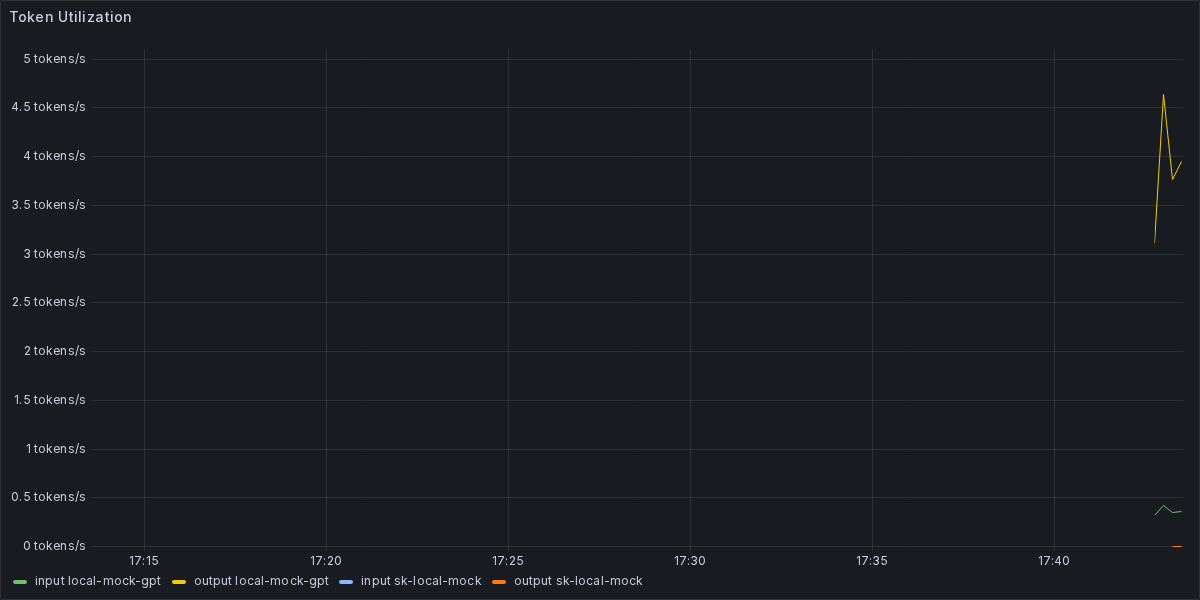 Token Utilization
5 tokens/s
4.5 tokens/s
4 tokens/s
3.5 tokens/s
3 tokens/s
2.5 tokens/s
2 tokens/s
1.5 tokens/s
1 tokens/s
0.5 tokens/s
0 tokens/s
17:15 17:20 17:25 17:30 17:35 17:40
input local-mock-gpt output local-mock-gpt input sk-local-mock output sk-local-mock